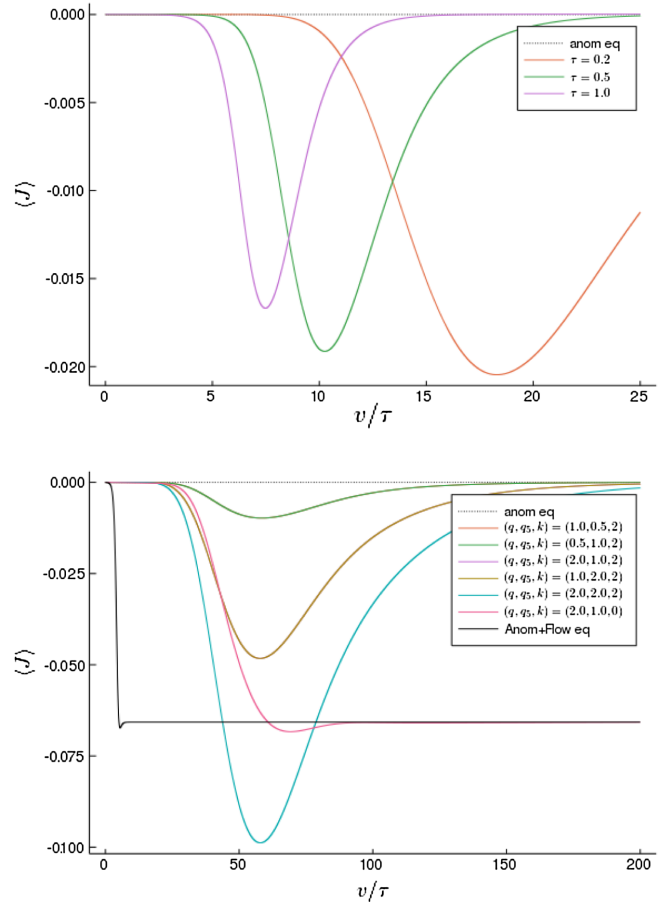 0.000
-0.005
-0.010
-0.015
-0.020
⟨J⟩
0 5 10 15 20 25
v/τ
anom eq
τ = 0.2
τ = 0.5
τ = 1.0
0.000
-0.025
-0.050
-0.075
-0.100
⟨J⟩
0 50 100 150 200
v/τ
anom eq
(q, q₅, k) = (1.0, 0.5, 2)
(q, q₅, k) = (0.5, 1.0, 2)
(q, q₅, k) = (2.0, 1.0, 2)
(q, q₅, k) = (1.0, 2.0, 2)
(q, q₅, k) = (2.0, 2.0, 2)
(q, q₅, k) = (2.0, 1.0, 0)
Anom+Flow eq